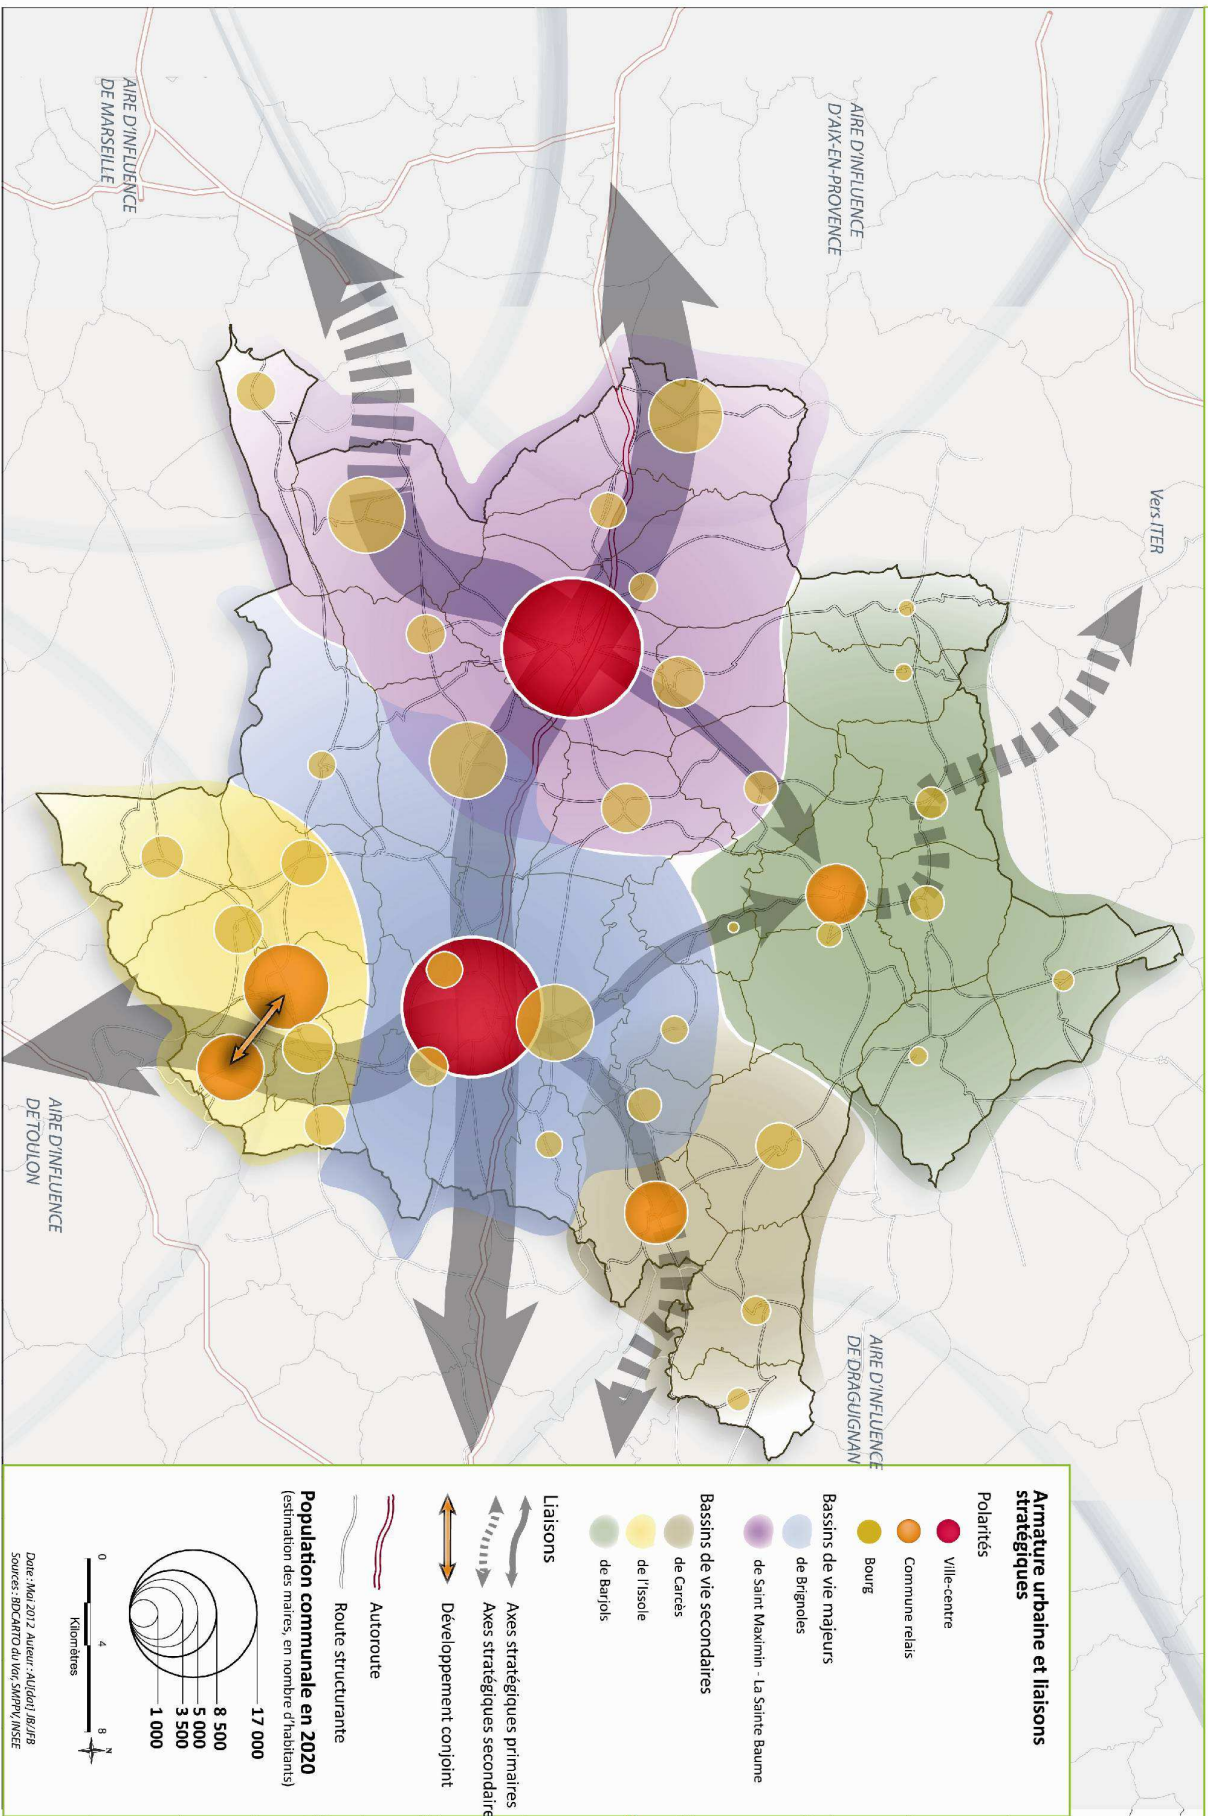 AIRE D'INFLUENCE
DE MARSEILLE
AIRE D'INFLUENCE
D'AIX-EN-PROVENCE
Vers ITER
AIRE D'INFLUENCE
DE TOULON
AIRE D'INFLUENCE
DE DRAGUIGNAN
Armature urbaine et liaisons
stratégiques
Polarités
Ville-centre
Commune relais
Bourg
Bassins de vie majeurs
de Brignoles
de Saint Maximin - La Sainte Baume
Bassins de vie secondaires
de Carcès
de l'Issole
de Barjols
Liaisons
Axes stratégiques primaires
Axes stratégiques secondaire
Développement conjoint
Autoroute
Route structurante
Population communale en 2020
(estimation des maires, en nombre d'habitants)
17 000
8 500
5 000
3 500
1 000
0 4 8
Kilomètres
N
Date : Mai 2012 Auteur : AU[dat] JB/JFB
Sources : BDCARTO du Var, SMPPV, INSEE